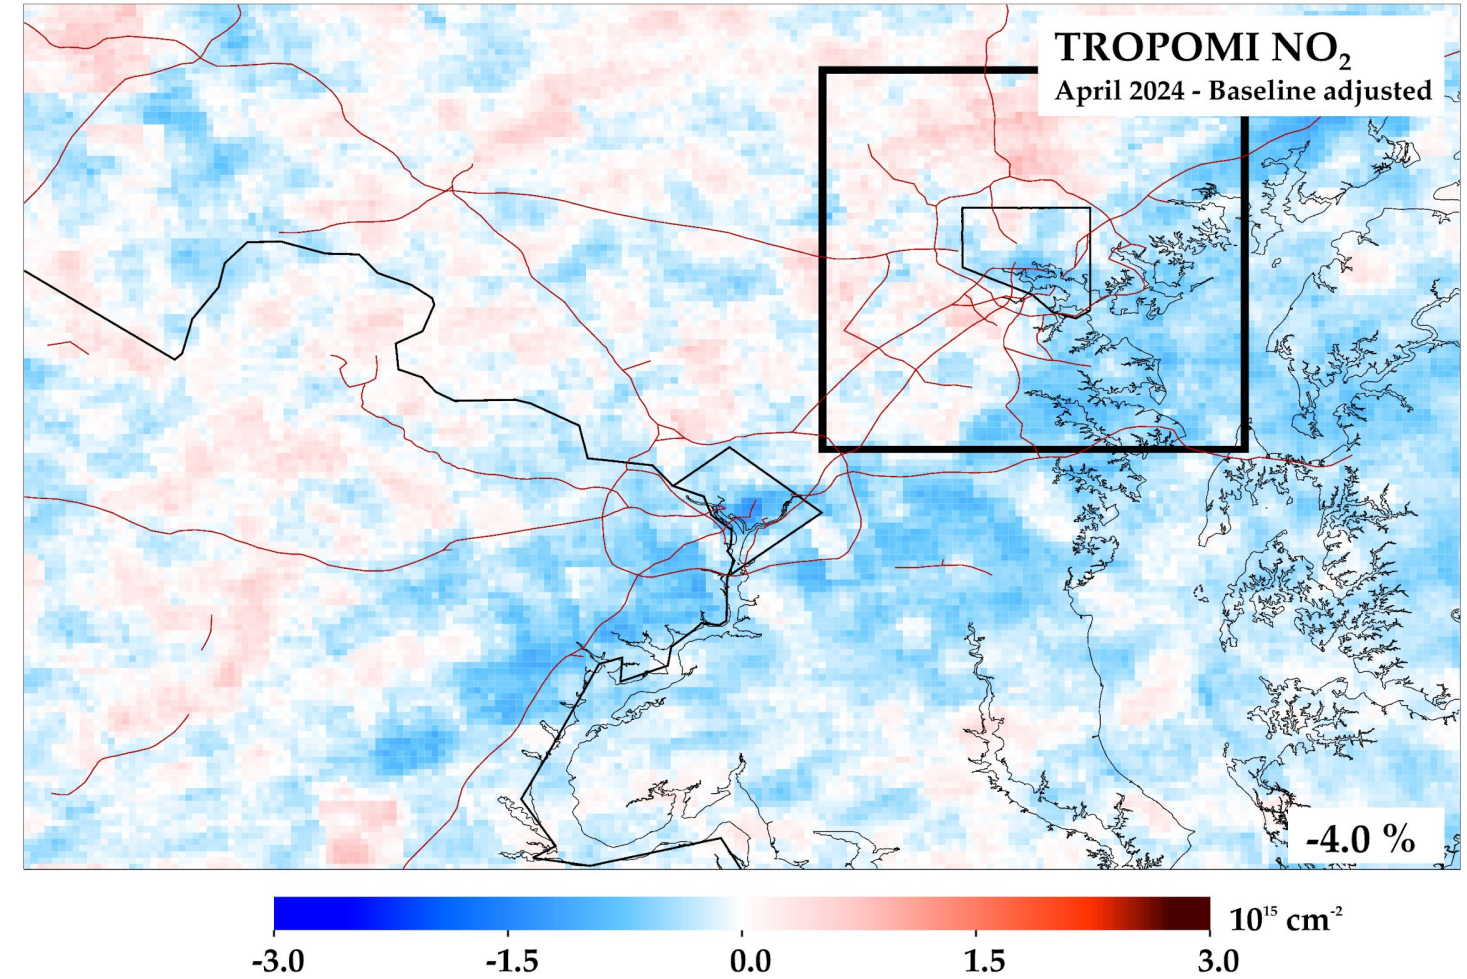 TROPOMI NO₂
April 2024 - Baseline adjusted
-4.0 %
10¹⁵ cm⁻²
-3.0 -1.5 0.0 1.5 3.0